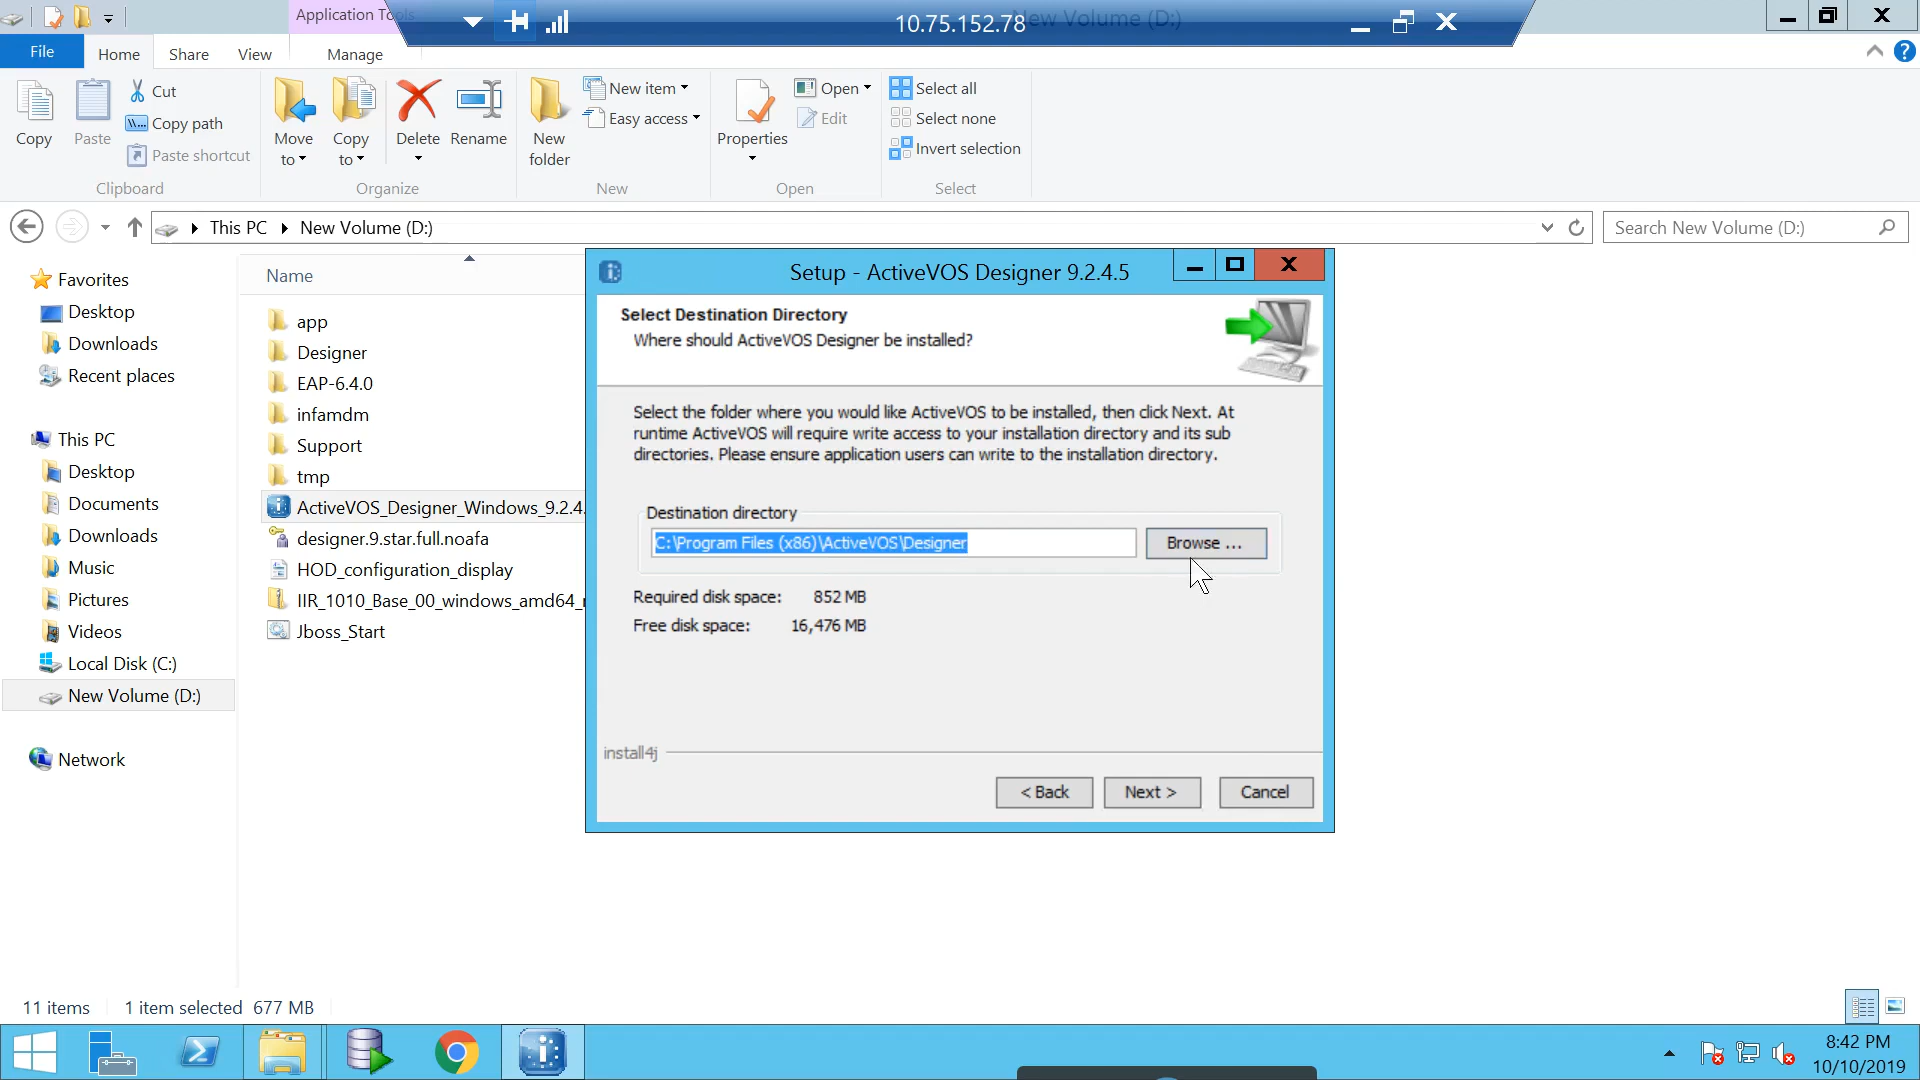 Application Tools
10.75.152.78
New Volume (D:)
File
Home
Share
View
Manage
Copy
Paste
Cut
Copy path
Paste shortcut
Clipboard
Move to
Copy to
Delete
Rename
Organize
New folder
New item
Easy access
New
Properties
Open
Edit
Open
Select all
Select none
Invert selection
Select
This PC
New Volume (D:)
Search New Volume (D:)
Favorites
Desktop
Downloads
Recent places
This PC
Desktop
Documents
Downloads
Music
Pictures
Videos
Local Disk (C:)
New Volume (D:)
Network
Name
app
Designer
EAP-6.4.0
infamdm
Support
tmp
ActiveVOS_Designer_Windows_9.2.4.
designer.9.star.full.noafa
HOD_configuration_display
IIR_1010_Base_00_windows_amd64_
Jboss_Start
Setup - ActiveVOS Designer 9.2.4.5
Select Destination Directory
Where should ActiveVOS Designer be installed?
Select the folder where you would like ActiveVOS to be installed, then click Next. At
runtime ActiveVOS will require write access to your installation directory and its sub
directories. Please ensure application users can write to the installation directory.
Destination directory
C:\Program Files (x86)\ActiveVOS\Designer
Browse ...
Required disk space: 852 MB
Free disk space: 16,476 MB
install4j
< Back
Next >
Cancel
11 items
1 item selected 677 MB
8:42 PM
10/10/2019